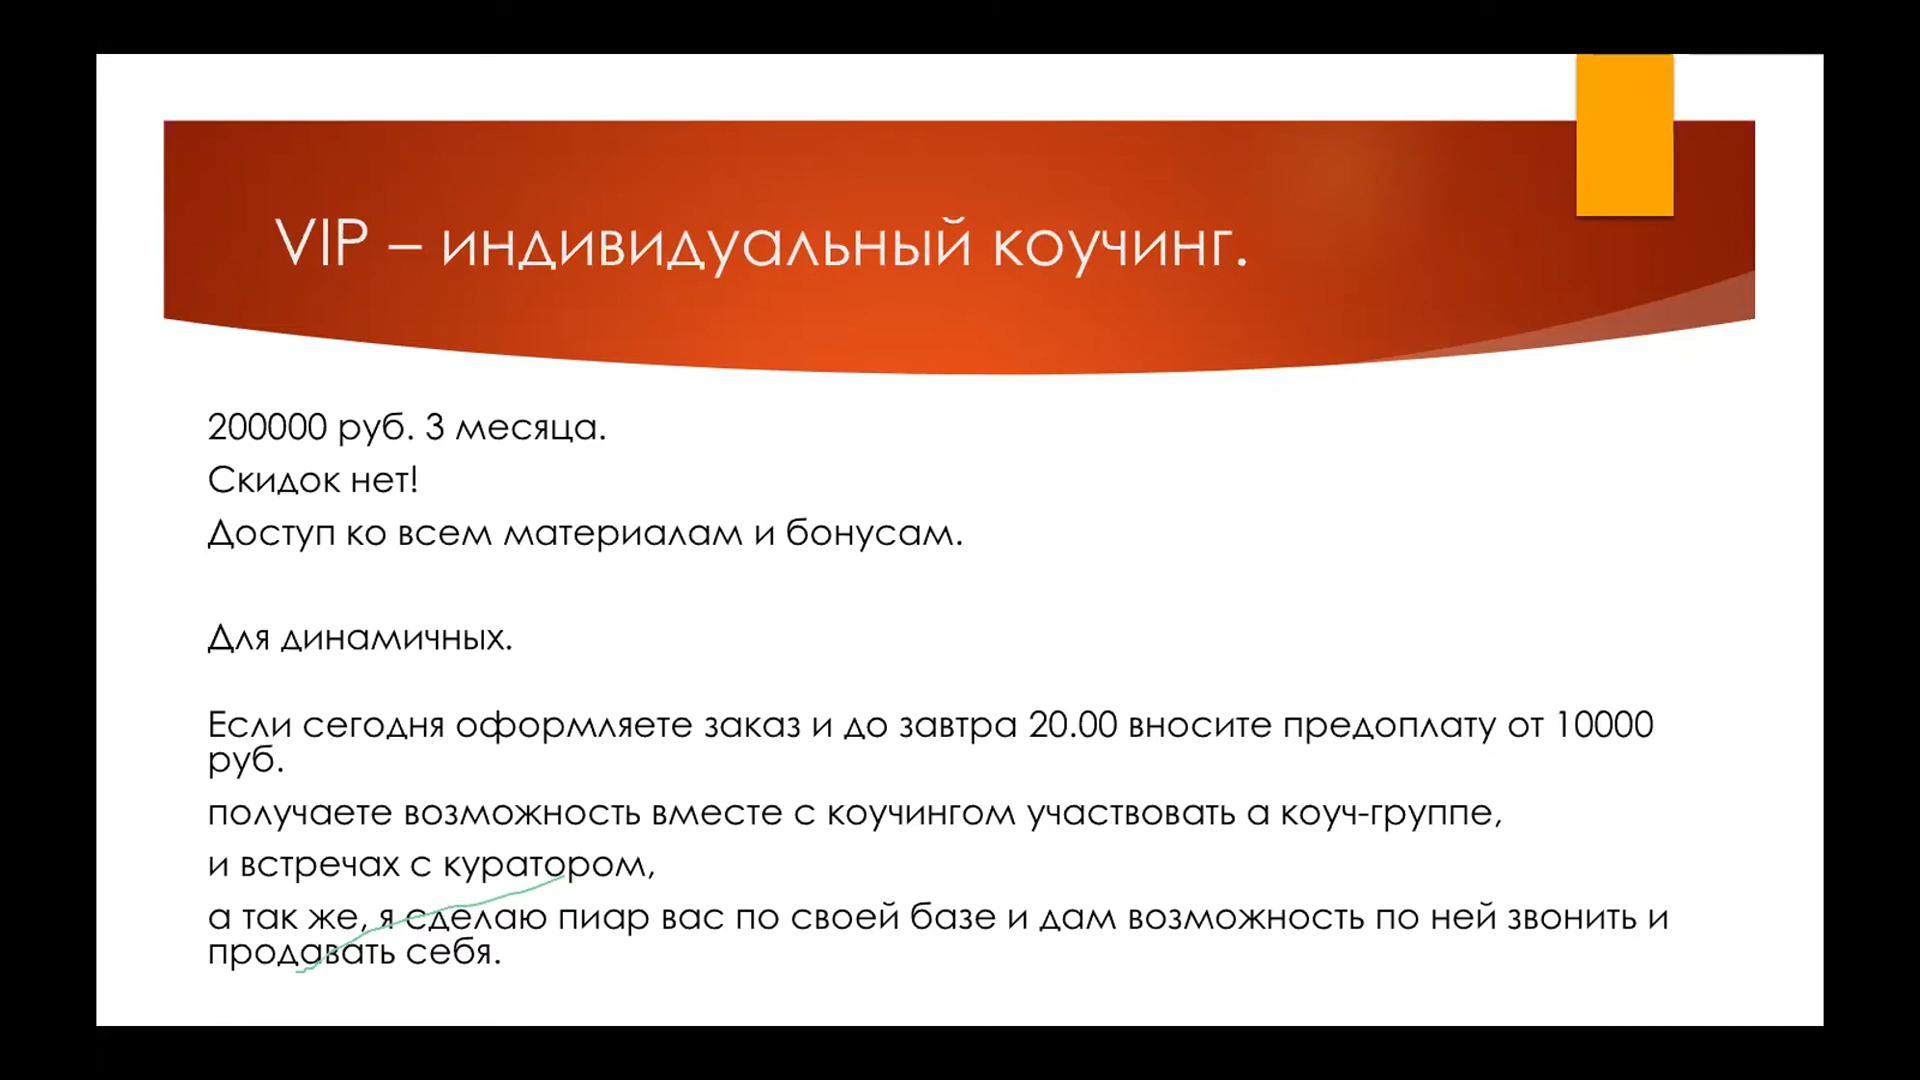 VIP – индивидуальный коучинг.
200000 руб. 3 месяца.
Скидок нет!
Доступ ко всем материалам и бонусам.
Для динамичных.
Если сегодня оформляете заказ и до завтра 20.00 вносите предоплату от 10000
руб.
получаете возможность вместе с коучингом участвовать а коуч-группе,
и встречах с куратором,
а так же, я сделаю пиар вас по своей базе и дам возможность по ней звонить и
продавать себя.